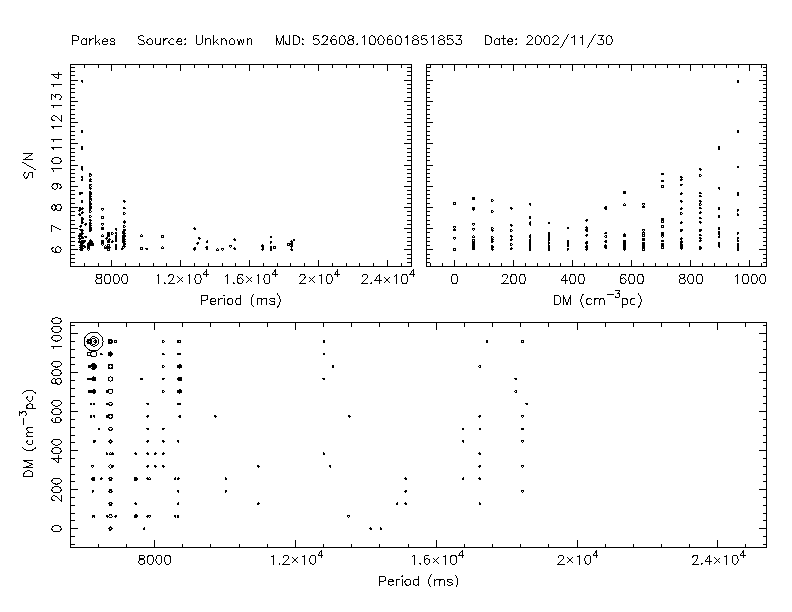 Parkes Source: Unknown MJD: 52608.100601851853 Date: 2002/11/30
S/N
6 7 8 9 10 11 12 13 14
8000 1.2×10⁴ 1.6×10⁴ 2×10⁴ 2.4×10⁴
Period (ms)
0 200 400 600 800 1000
DM (cm⁻³pc)
DM (cm⁻³pc)
0 200 400 600 800 1000
8000 1.2×10⁴ 1.6×10⁴ 2×10⁴ 2.4×10⁴
Period (ms)